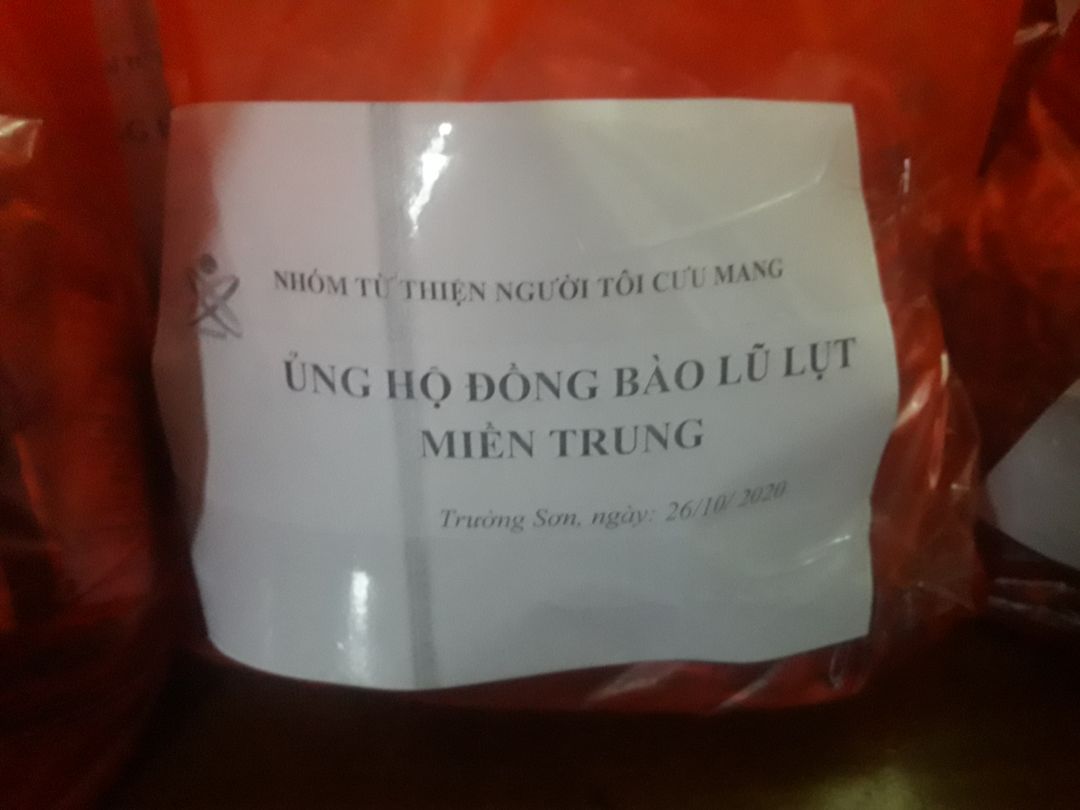 NHÓM TỪ THIỆN NGƯỜI TÔI CƯU MANG
ỦNG HỘ ĐỒNG BÀO LŨ LỤT
MIỀN TRUNG
Trường Sơn, ngày: 26/10/2020